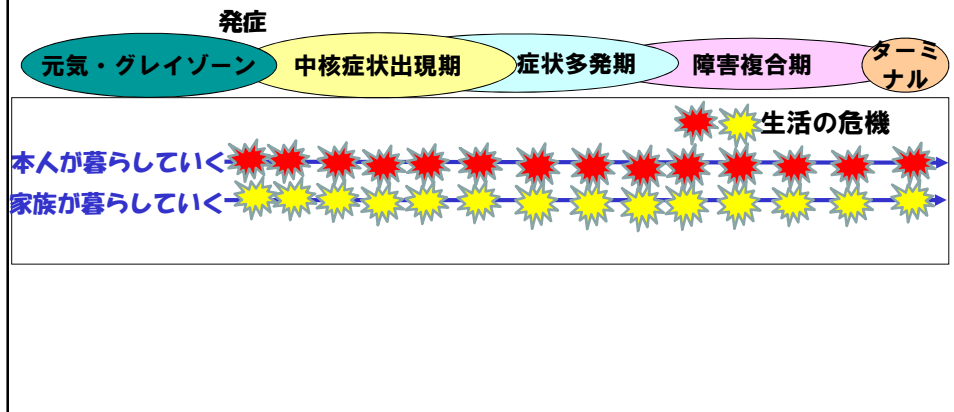 発症
元気・グレイゾーン
中核症状出現期
症状多発期
障害複合期
ターミ
ナル
生活の危機
本人が暮らしていく
家族が暮らしていく